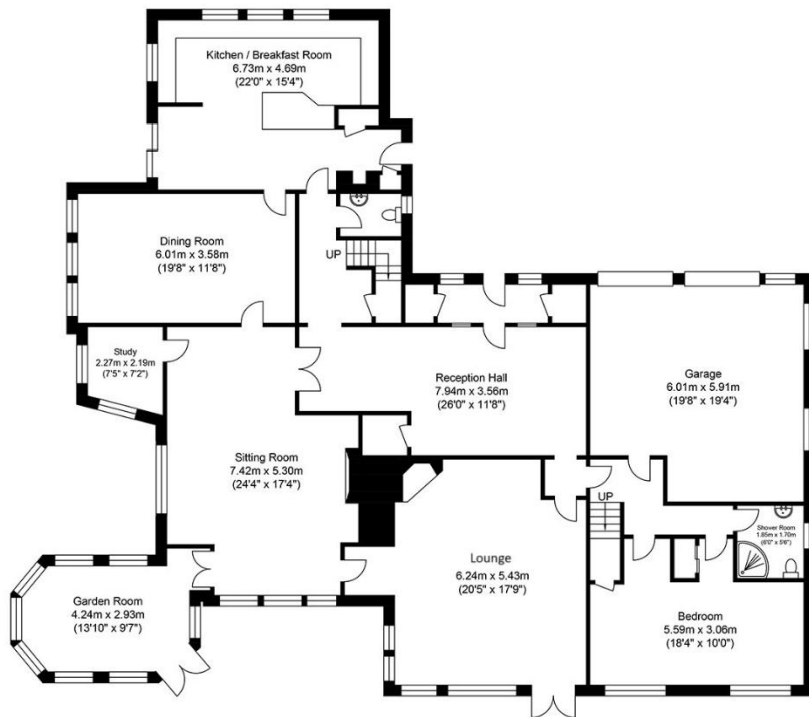 Kitchen / Breakfast Room
6.73m x 4.69m
(22'0" x 15'4")
Dining Room
6.01m x 3.58m
(19'8" x 11'8")
UP
Study
2.27m x 2.19m
(7'5" x 7'2")
Reception Hall
7.94m x 3.56m
(26'0" x 11'8")
Garage
6.01m x 5.91m
(19'8" x 19'4")
Sitting Room
7.42m x 5.30m
(24'4" x 17'4")
UP
Shover Room
1.85m x 1.70m
(6'0" x 5'6")
Lounge
6.24m x 5.43m
(20'5" x 17'9")
Garden Room
4.24m x 2.93m
(13'10" x 9'7")
Bedroom
5.59m x 3.06m
(18'4" x 10'0")